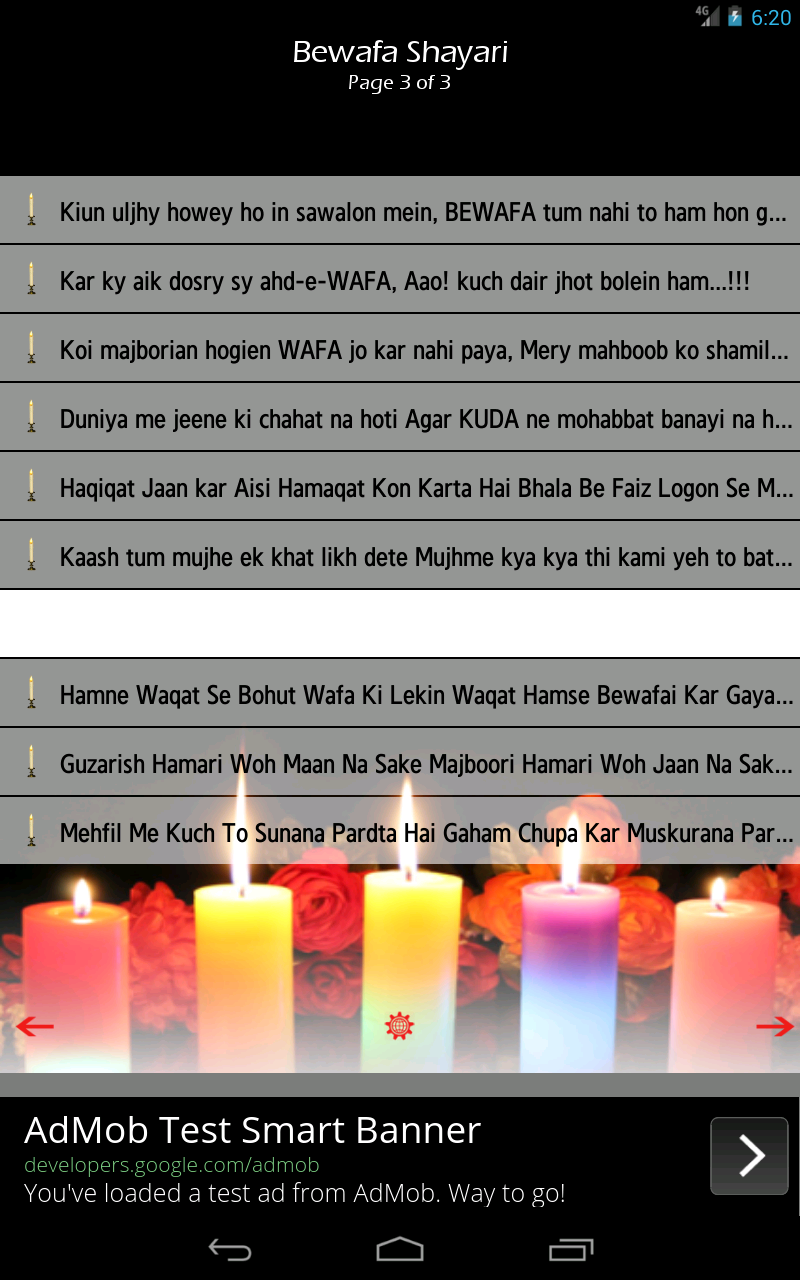 4G
6:20
Bewafa Shayari
Page 3 of 3
Kiun uljhy howey ho in sawalon mein, BEWAFA tum nahi to ham hon g...
Kar ky aik dosry sy ahd-e-WAFA, Aao! kuch dair jhot bolein ham...!!!
Koi majborian hogien WAFA jo kar nahi paya, Mery mahboob ko shamil...
Duniya me jeene ki chahat na hoti Agar KUDA ne mohabbat banayi na h...
Haqiqat Jaan kar Aisi Hamaqat Kon Karta Hai Bhala Be Faiz Logon Se M...
Kaash tum mujhe ek khat likh dete Mujhme kya kya thi kami yeh to bat...
Hamne Waqat Se Bohut Wafa Ki Lekin Waqat Hamse Bewafai Kar Gaya...
Guzarish Hamari Woh Maan Na Sake Majboori Hamari Woh Jaan Na Sak...
Mehfil Me Kuch To Sunana Pardta Hai Gaham Chupa Kar Muskurana Par...
AdMob Test Smart Banner
developers.google.com/admob
You've loaded a test ad from AdMob. Way to go!